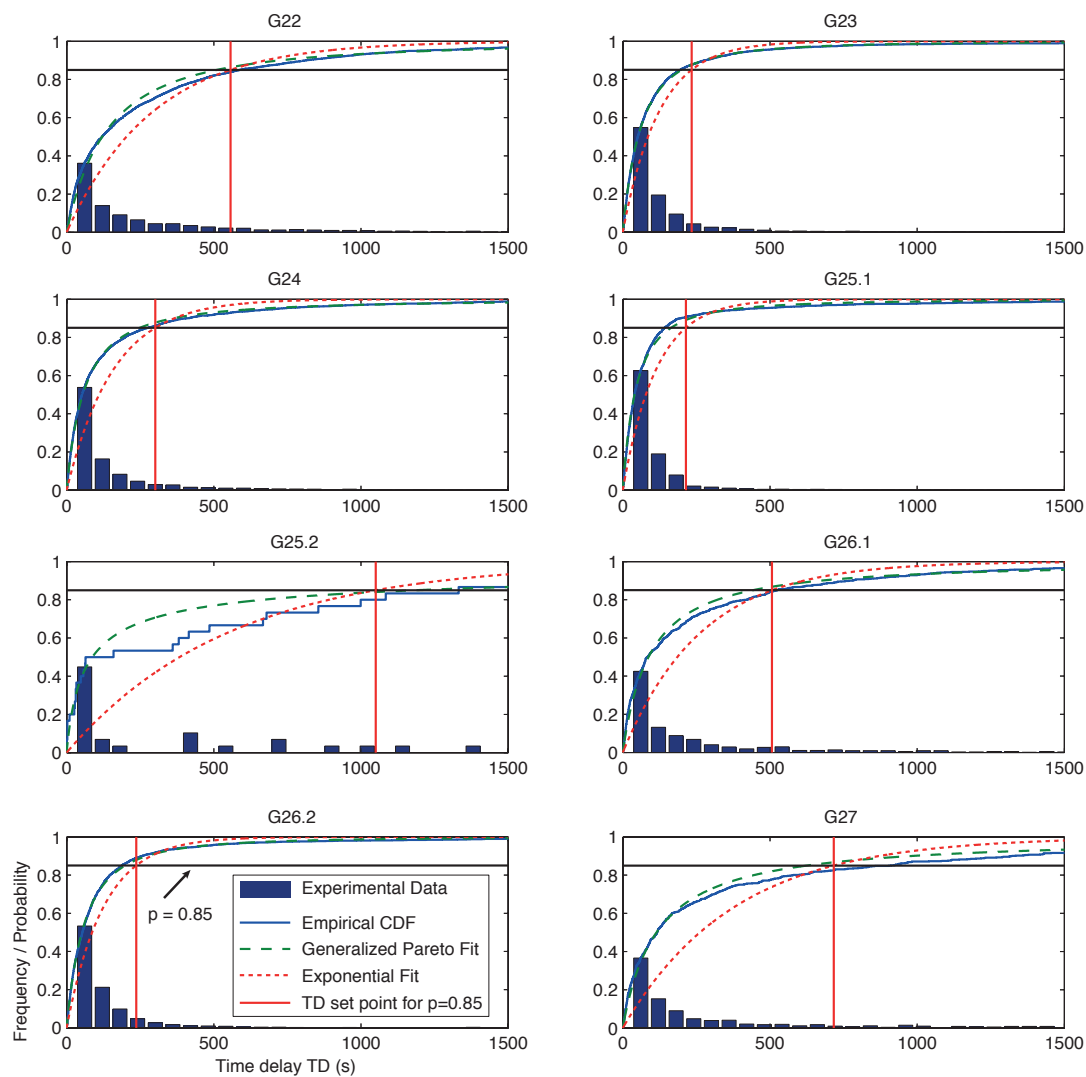 G22
1
0.8
0.6
0.4
0.2
0
0 500 1000 1500
G23
1
0.8
0.6
0.4
0.2
0
0 500 1000 1500
G24
1
0.8
0.6
0.4
0.2
0
0 500 1000 1500
G25.1
1
0.8
0.6
0.4
0.2
0
0 500 1000 1500
G25.2
1
0.8
0.6
0.4
0.2
0
0 500 1000 1500
G26.1
1
0.8
0.6
0.4
0.2
0
0 500 1000 1500
G26.2
Frequency / Probability
1
0.8
0.6
0.4
0.2
0
p = 0.85
Experimental Data
Empirical CDF
Generalized Pareto Fit
Exponential Fit
TD set point for p=0.85
0 500 1000 1500
Time delay TD (s)
G27
1
0.8
0.6
0.4
0.2
0
0 500 1000 1500